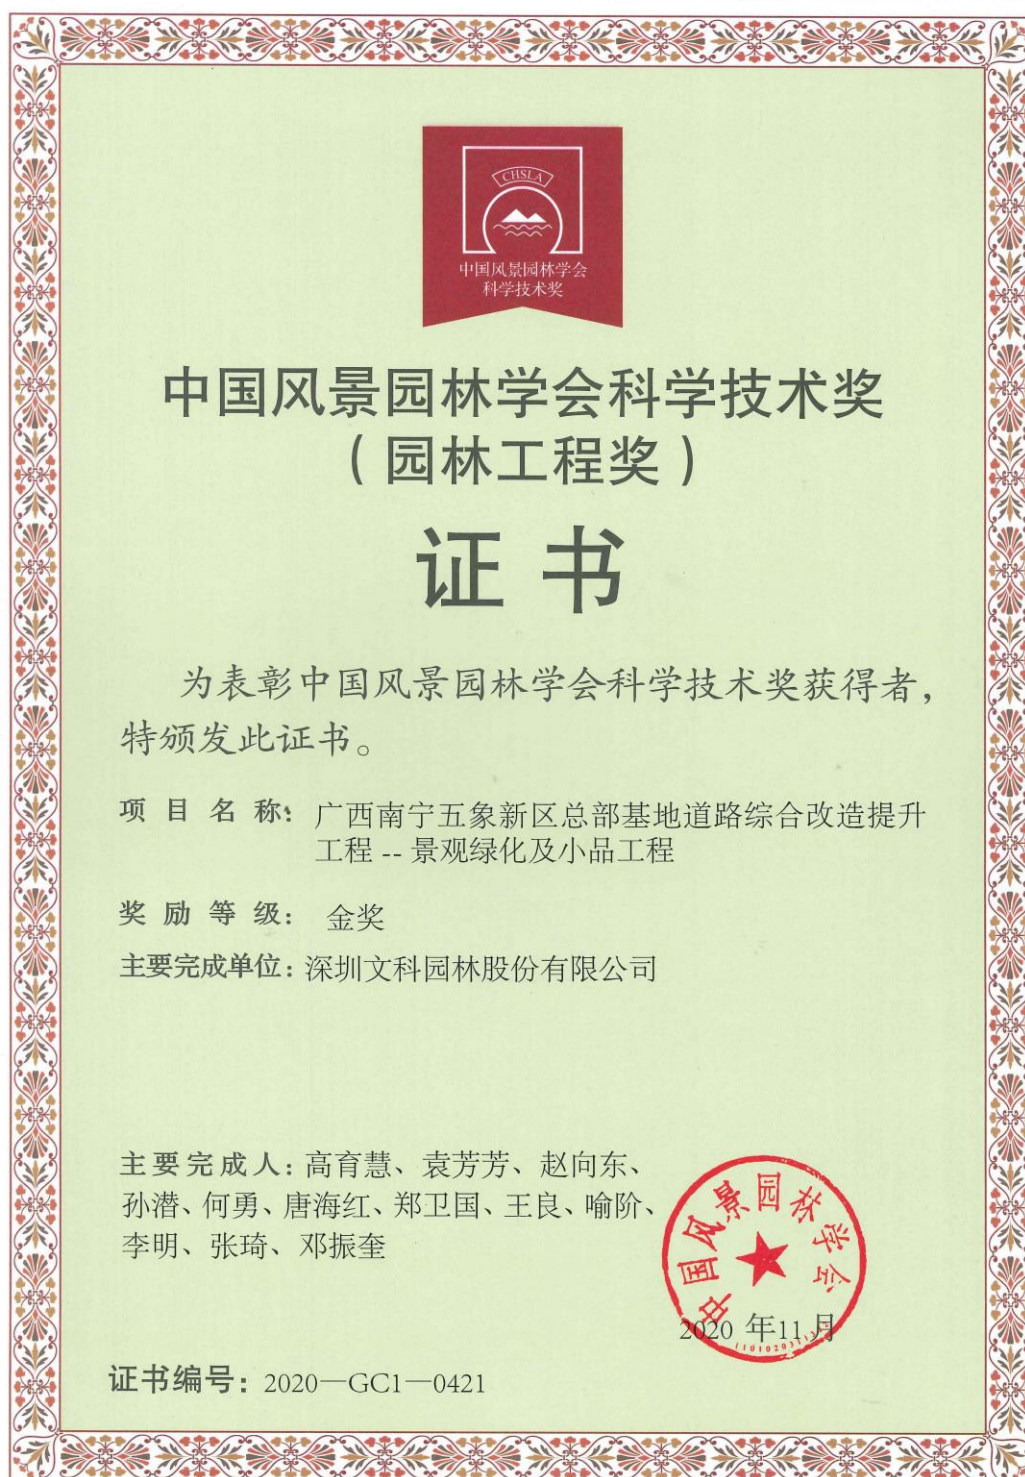 CHSLA
中国风景园林学会
科学技术奖
中国风景园林学会科学技术奖
（园林工程奖）
证书
为表彰中国风景园林学会科学技术奖获得者，
特颁发此证书。
项目名称：广西南宁五象新区总部基地道路综合改造提升
工程 -- 景观绿化及小品工程
奖励等级： 金奖
主要完成单位：深圳文科园林股份有限公司
主要完成人：高育慧、袁芳芳、赵向东、
孙潜、何勇、唐海红、郑卫国、王良、喻阶、
李明、张琦、邓振奎
中国风景园林学会
2020 年11月
证书编号：2020—GC1—0421